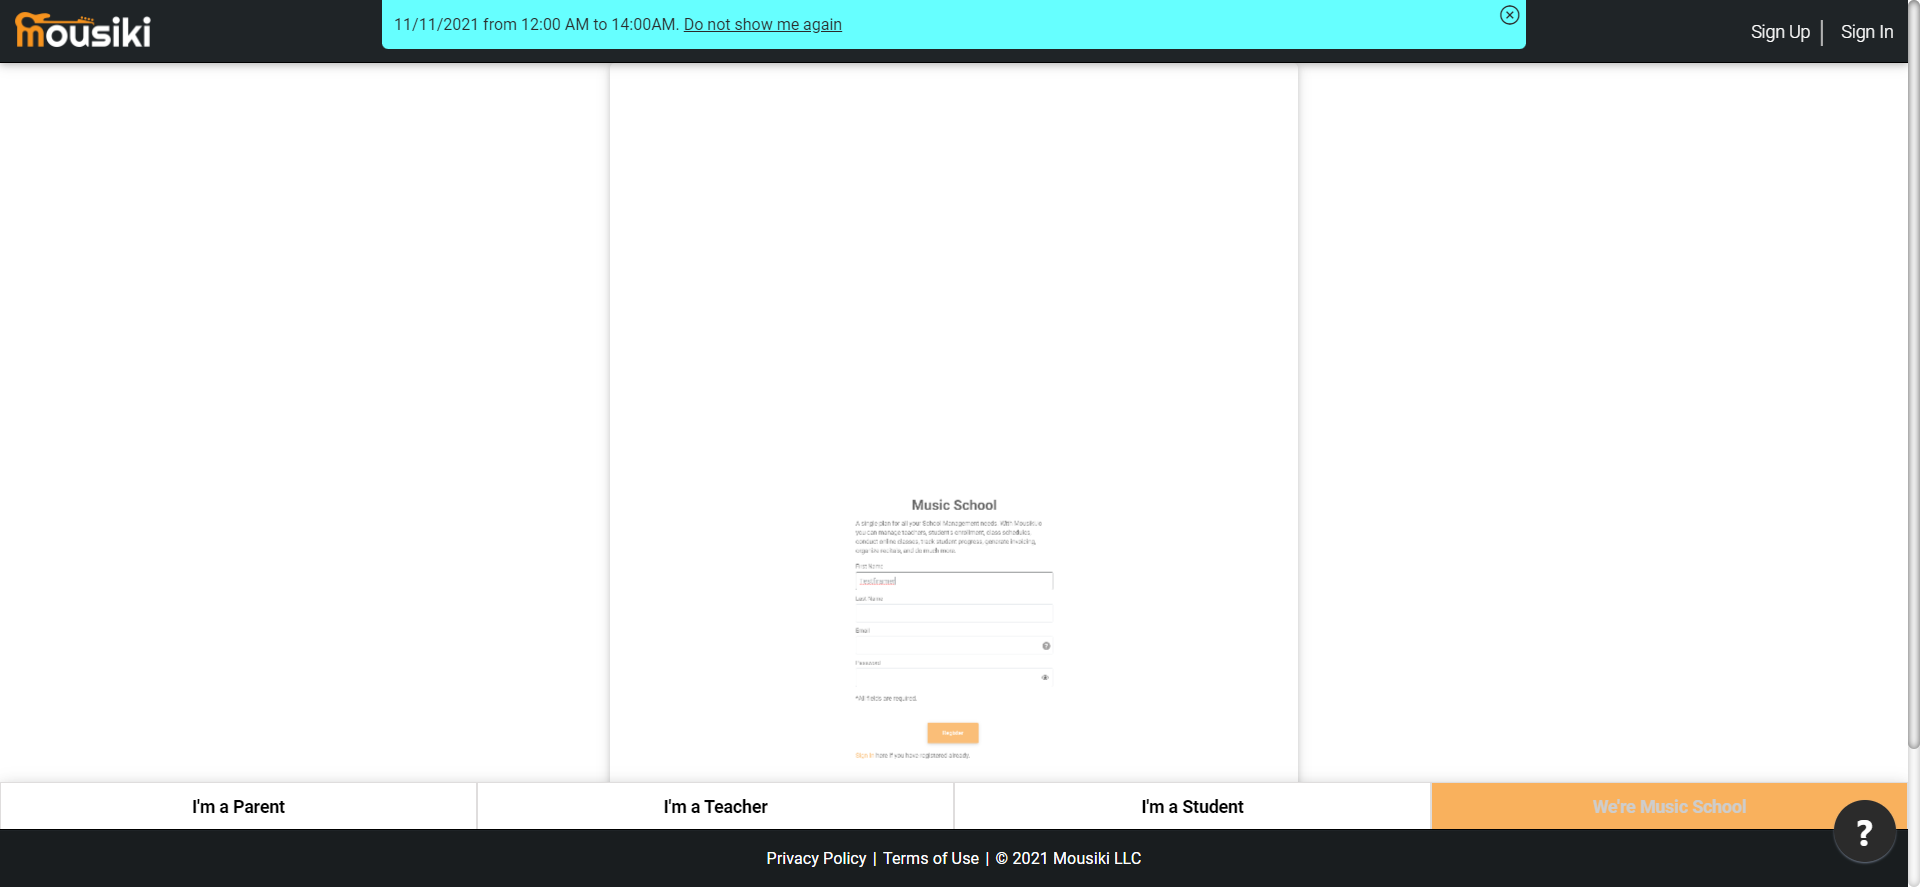 mousiki
11/11/2021 from 12:00 AM to 14:00AM. Do not show me again
Sign Up | Sign In
Music School
A single plan for all your School Management needs. With Mousiki
you can manage teachers, student's enrollment, class schedules,
conduct online classes, track student progress, generate invoicing,
organize recitals, and do much more.
First Name
Last Name
Email
Password
*All fields are required.
Register
Sign In here if you have registered already.
I'm a Parent
I'm a Teacher
I'm a Student
We're Music School
?
Privacy Policy | Terms of Use | © 2021 Mousiki LLC